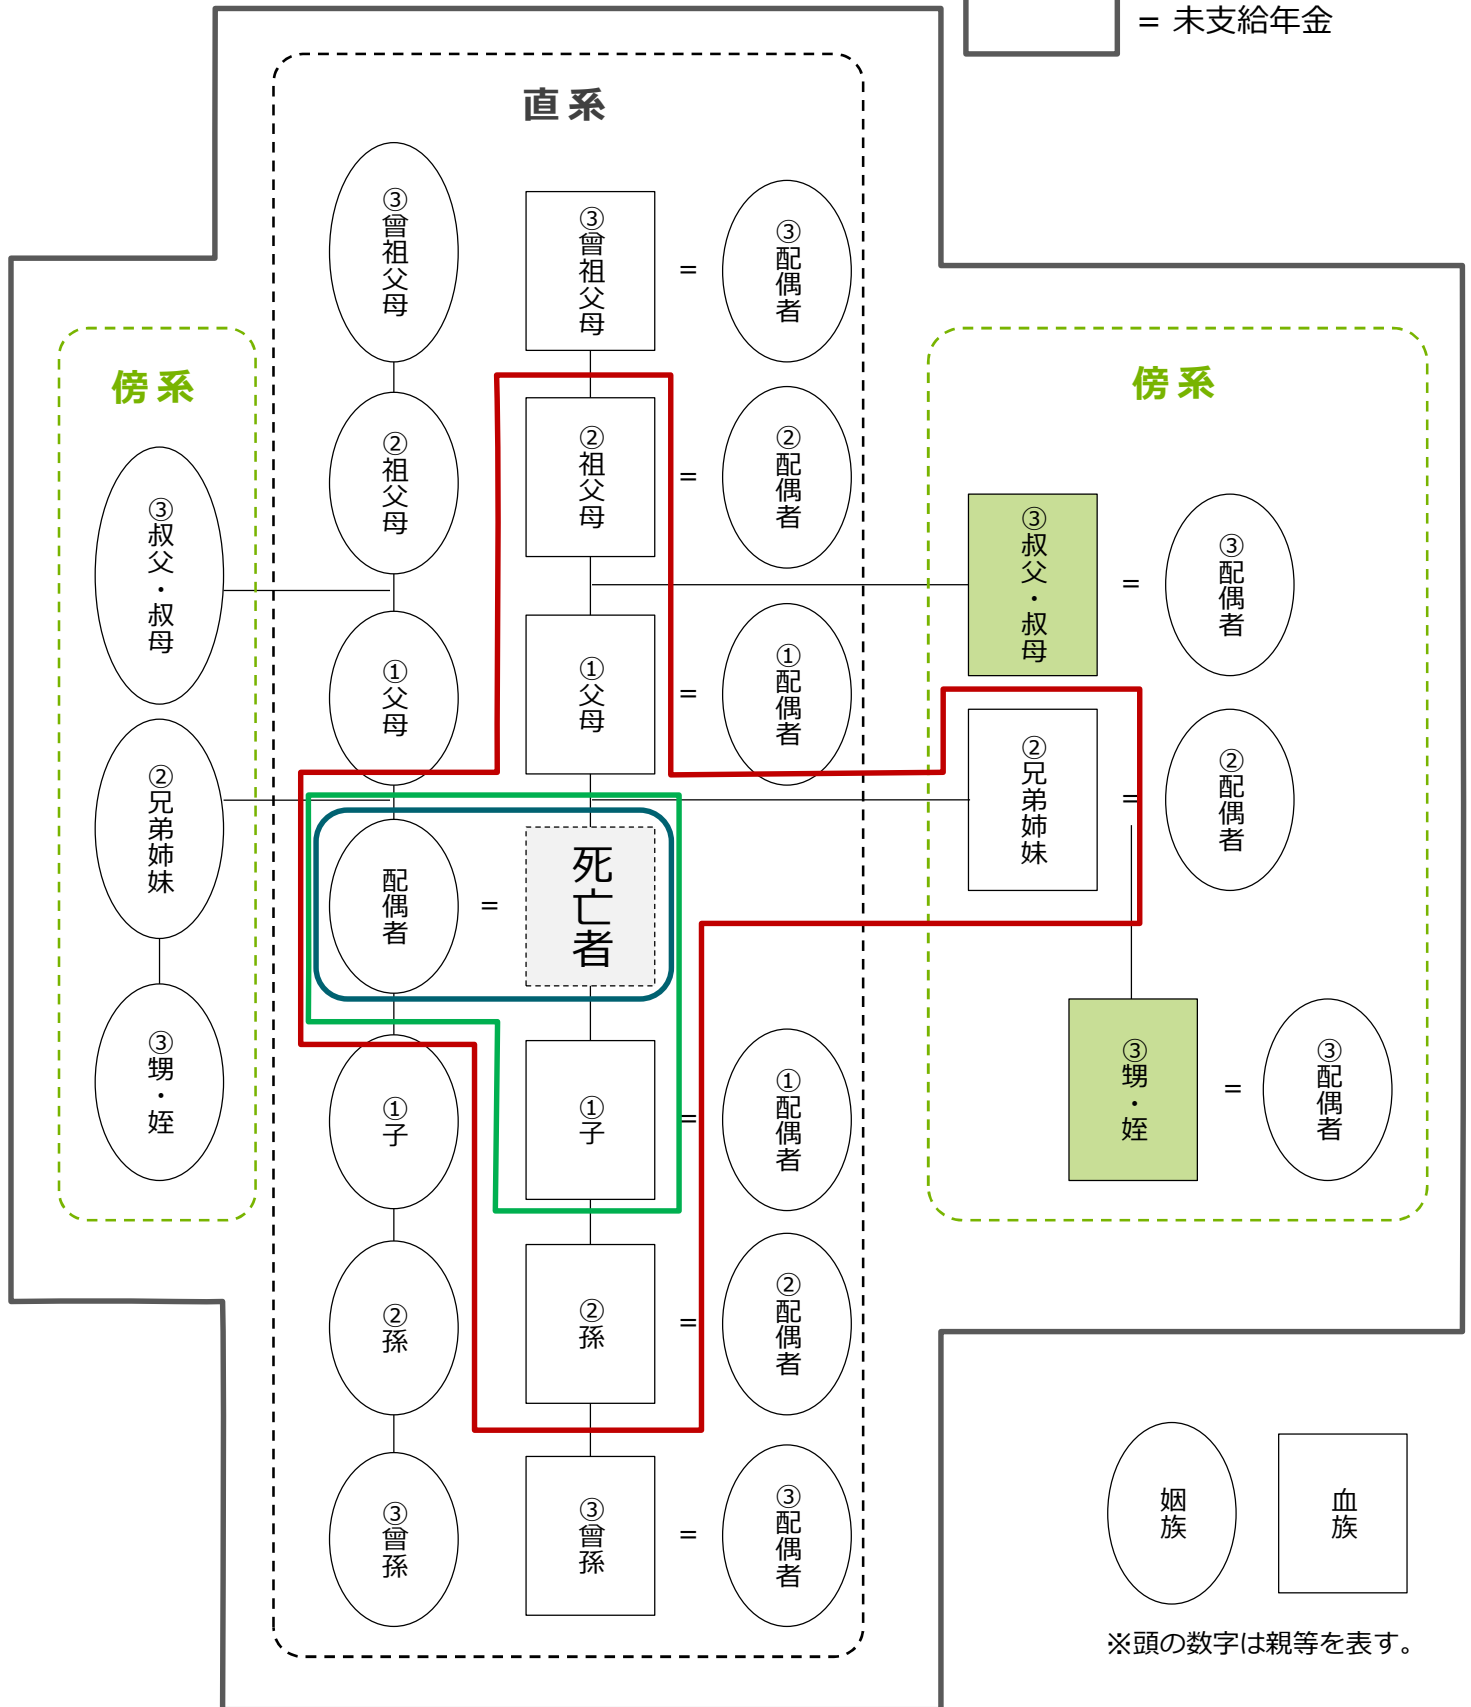 = 未支給年金
直系
③曾祖父母
③曾祖父母
=
③配偶者
傍系
傍系
②祖父母
②祖父母
=
②配偶者
③叔父・叔母
③叔父・叔母
=
③配偶者
①父母
①父母
=
①配偶者
②兄弟姉妹
②兄弟姉妹
=
②配偶者
配偶者
=
死亡者
③甥・姪
①子
①子
=
①配偶者
③甥・姪
=
③配偶者
②孫
②孫
=
②配偶者
③曾孫
③曾孫
=
③配偶者
姻族
血族
※頭の数字は親等を表す。